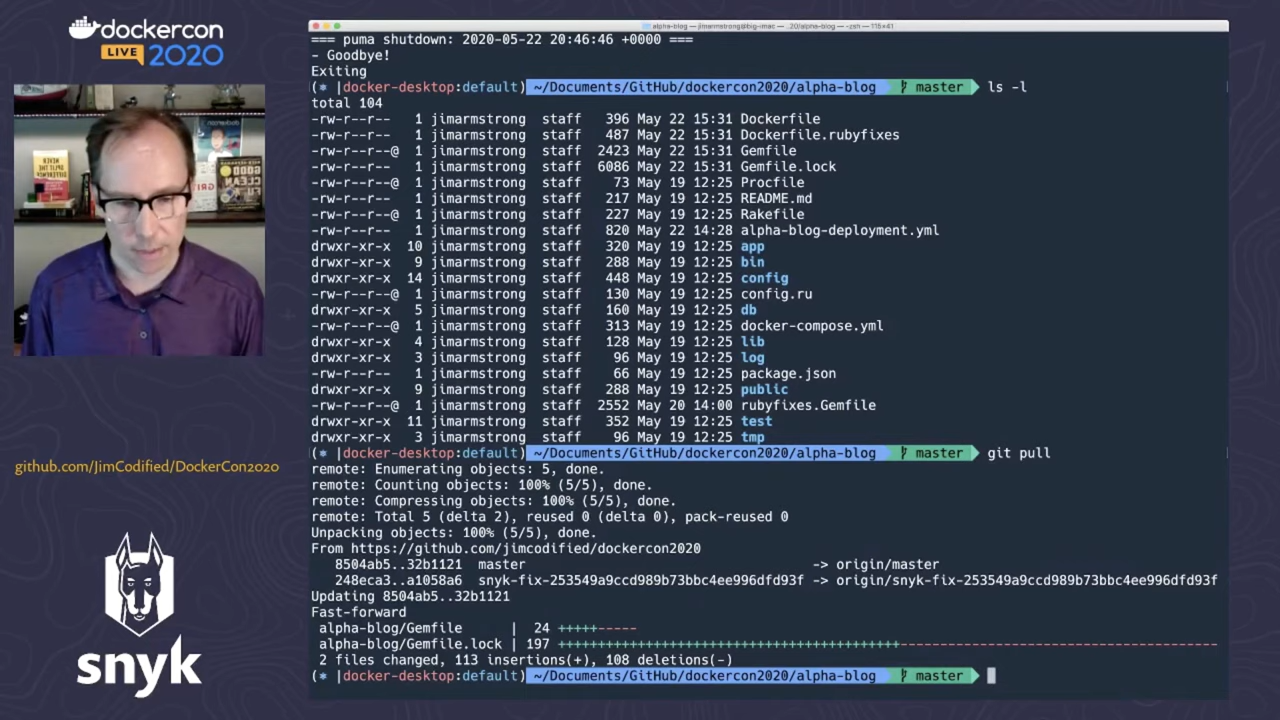 dockercon
LIVE 2020
github.com/JimCodified/DockerCon2020
snyk
alpha-blog — jimarmstrong@big-imac — ..20/alpha-blog — -zsh — 115×41
=== puma shutdown: 2020-05-22 20:46:46 +0000 ===
- Goodbye!
Exiting
(* |docker-desktop:default) ~/Documents/GitHub/dockercon2020/alpha-blog master ls -l
total 104
-rw-r--r-- 1 jimarmstrong staff 396 May 22 15:31 Dockerfile
-rw-r--r-- 1 jimarmstrong staff 487 May 22 15:31 Dockerfile.rubyfixes
-rw-r--r--@ 1 jimarmstrong staff 2423 May 22 15:31 Gemfile
-rw-r--r-- 1 jimarmstrong staff 6086 May 22 15:31 Gemfile.lock
-rw-r--r--@ 1 jimarmstrong staff 73 May 19 12:25 Procfile
-rw-r--r-- 1 jimarmstrong staff 217 May 19 12:25 README.md
-rw-r--r--@ 1 jimarmstrong staff 227 May 19 12:25 Rakefile
-rw-r--r-- 1 jimarmstrong staff 820 May 22 14:28 alpha-blog-deployment.yml
drwxr-xr-x 10 jimarmstrong staff 320 May 19 12:25 app
drwxr-xr-x 9 jimarmstrong staff 288 May 19 12:25 bin
drwxr-xr-x 14 jimarmstrong staff 448 May 19 12:25 config
-rw-r--r--@ 1 jimarmstrong staff 130 May 19 12:25 config.ru
drwxr-xr-x 5 jimarmstrong staff 160 May 19 12:25 db
-rw-r--r--@ 1 jimarmstrong staff 313 May 19 12:25 docker-compose.yml
drwxr-xr-x 4 jimarmstrong staff 128 May 19 12:25 lib
drwxr-xr-x 3 jimarmstrong staff 96 May 19 12:25 log
-rw-r--r--@ 1 jimarmstrong staff 66 May 19 12:25 package.json
drwxr-xr-x 9 jimarmstrong staff 288 May 19 12:25 public
-rw-r--r--@ 1 jimarmstrong staff 2552 May 20 14:00 rubyfixes.Gemfile
drwxr-xr-x 11 jimarmstrong staff 352 May 19 12:25 test
drwxr-xr-x 3 jimarmstrong staff 96 May 19 12:25 tmp
(* |docker-desktop:default) ~/Documents/GitHub/dockercon2020/alpha-blog master git pull
remote: Enumerating objects: 5, done.
remote: Counting objects: 100% (5/5), done.
remote: Compressing objects: 100% (5/5), done.
remote: Total 5 (delta 2), reused 0 (delta 0), pack-reused 0
Unpacking objects: 100% (5/5), done.
From https://github.com/jimcodified/dockercon2020
8504ab5..32b1121 master -> origin/master
248eca3..a1058a6 snyk-fix-253549a9ccd989b73bbc4ee996dfd93f -> origin/snyk-fix-253549a9ccd989b73bbc4ee996dfd93f
Updating 8504ab5..32b1121
Fast-forward
alpha-blog/Gemfile | 24 +++++-----
alpha-blog/Gemfile.lock | 197 +++++++++++++++++++++++++++++++++++++++++++----------------------------------------
2 files changed, 113 insertions(+), 108 deletions(-)
(* |docker-desktop:default) ~/Documents/GitHub/dockercon2020/alpha-blog master